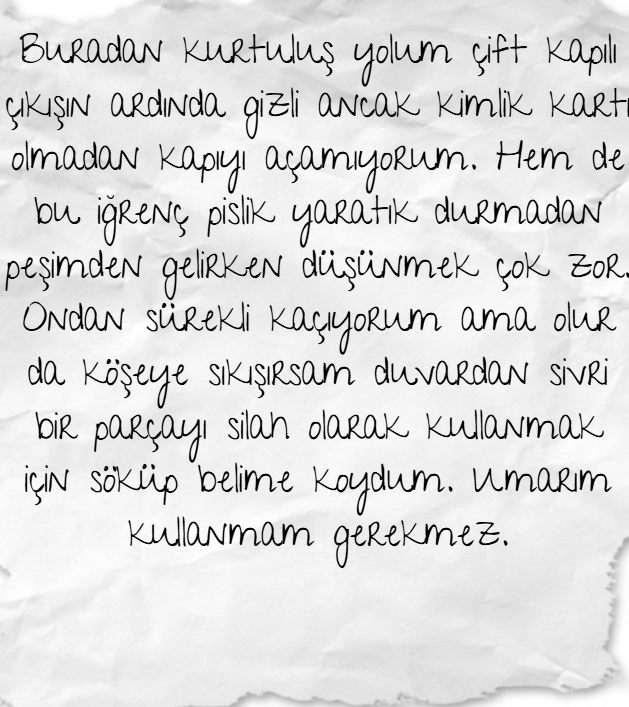 Buradan kurtuluş yolum çift kapılı
çıkışın ardında gizli ancak kimlik kartı
olmadan kapıyı açamıyorum. Hem de
bu iğrenç pislik yaratık durmadan
peşimden gelirken düşünmek çok zor.
Ondan sürekli kaçıyorum ama olur
da köşeye sıkışırsam duvardan sivri
bir parçayı silah olarak kullanmak
için söküp belime koydum. Umarım
kullanmam gerekmez.